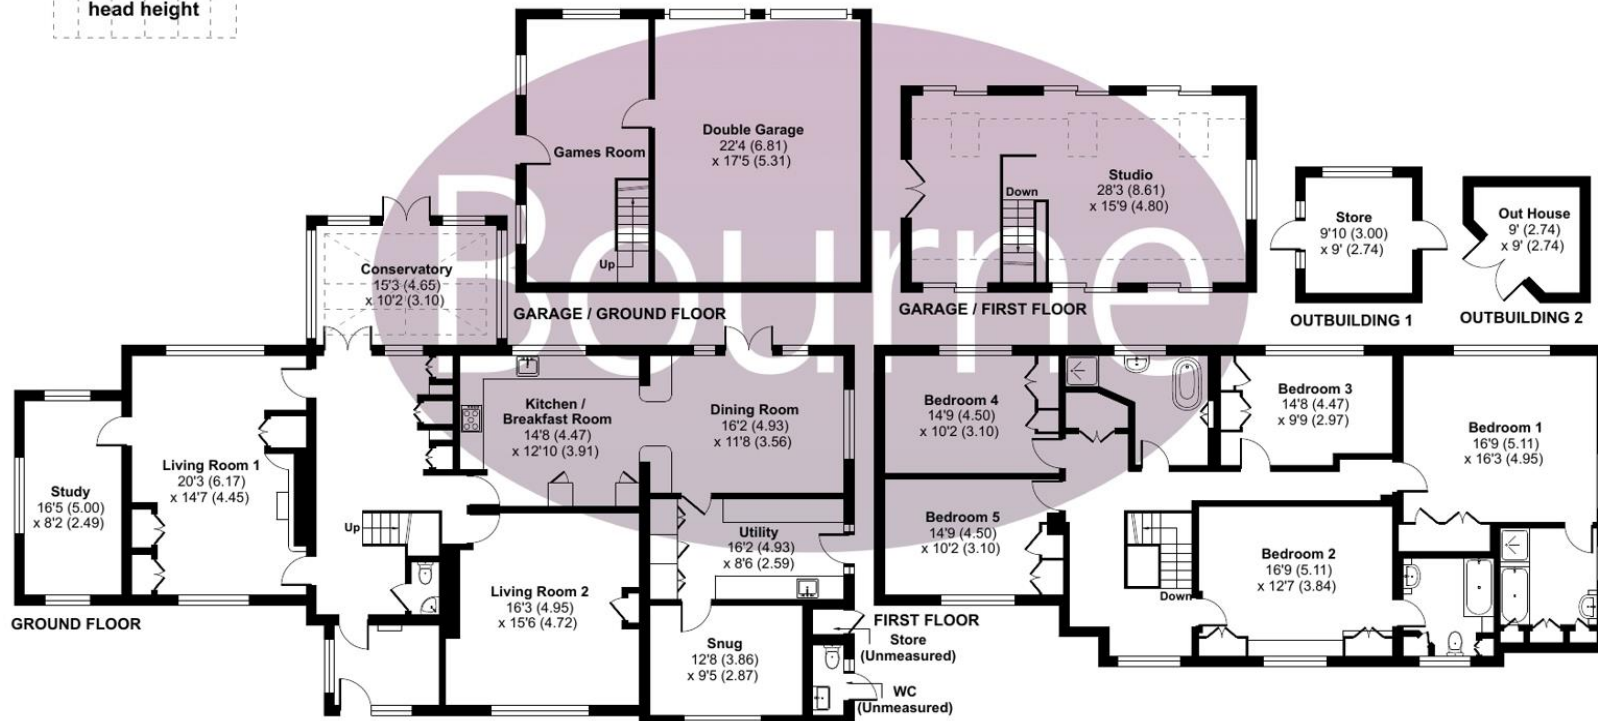 head height
Games Room
Up
Double Garage
22'4 (6.81)
x 17'5 (5.31)
GARAGE / GROUND FLOOR
Down
Studio
28'3 (8.61)
x 15'9 (4.80)
GARAGE / FIRST FLOOR
Store
9'10 (3.00)
x 9' (2.74)
OUTBUILDING 1
Out House
9' (2.74)
x 9' (2.74)
OUTBUILDING 2
Bourne
Conservatory
15'3 (4.65)
x 10'2 (3.10)
Study
16'5 (5.00)
x 8'2 (2.49)
Living Room 1
20'3 (6.17)
x 14'7 (4.45)
Up
Kitchen /
Breakfast Room
14'8 (4.47)
x 12'10 (3.91)
Dining Room
16'2 (4.93)
x 11'8 (3.56)
Utility
16'2 (4.93)
x 8'6 (2.59)
Living Room 2
16'3 (4.95)
x 15'6 (4.72)
Snug
12'8 (3.86)
x 9'5 (2.87)
Store
(Unmeasured)
WC
(Unmeasured)
GROUND FLOOR
Bedroom 4
14'9 (4.50)
x 10'2 (3.10)
Bedroom 5
14'9 (4.50)
x 10'2 (3.10)
Bedroom 3
14'8 (4.47)
x 9'9 (2.97)
Bedroom 1
16'9 (5.11)
x 16'3 (4.95)
Bedroom 2
16'9 (5.11)
x 12'7 (3.84)
Down
FIRST FLOOR